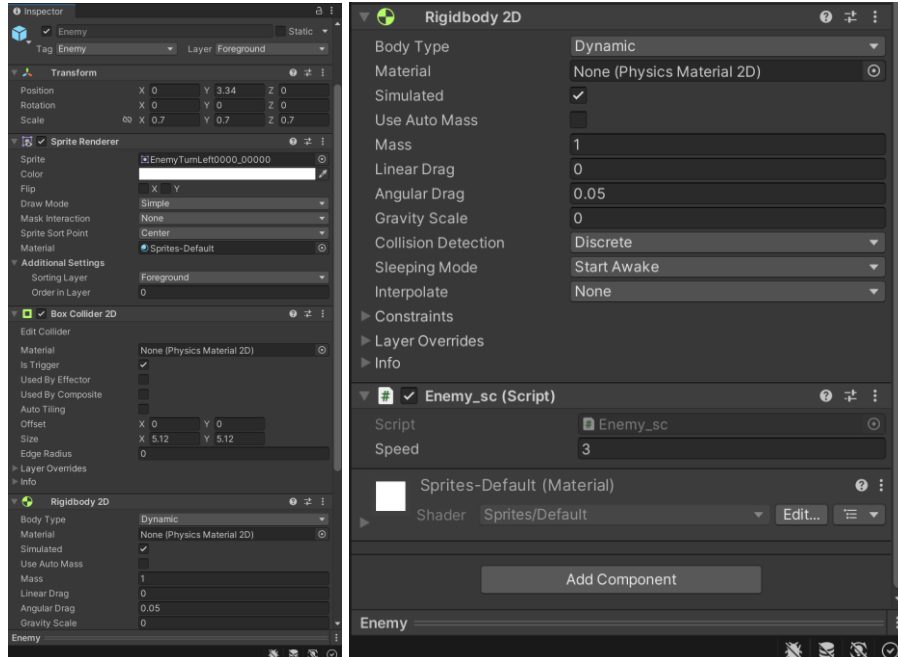 Inspector
Enemy Static
Tag Enemy Layer Foreground
Transform
Position X 0 Y 3.34 Z 0
Rotation X 0 Y 0 Z 0
Scale X 0.7 Y 0.7 Z 0.7
Sprite Renderer
Sprite EnemyTurnLeft0000_00000
Color
Flip X Y
Draw Mode Simple
Mask Interaction None
Sprite Sort Point Center
Material Sprites-Default
Additional Settings
Sorting Layer Foreground
Order in Layer 0
Box Collider 2D
Edit Collider
Material None (Physics Material 2D)
Is Trigger
Used By Effector
Used By Composite
Auto Tiling
Offset X 0 Y 0
Size X 5.12 Y 5.12
Edge Radius 0
Layer Overrides
Info
Rigidbody 2D
Body Type Dynamic
Material None (Physics Material 2D)
Simulated
Use Auto Mass
Mass 1
Linear Drag 0
Angular Drag 0.05
Gravity Scale 0
Enemy
Rigidbody 2D
Body Type Dynamic
Material None (Physics Material 2D)
Simulated
Use Auto Mass
Mass 1
Linear Drag 0
Angular Drag 0.05
Gravity Scale 0
Collision Detection Discrete
Sleeping Mode Start Awake
Interpolate None
Constraints
Layer Overrides
Info
# Enemy_sc (Script)
Script # Enemy_sc
Speed 3
Sprites-Default (Material)
Shader Sprites/Default Edit...
Add Component
Enemy